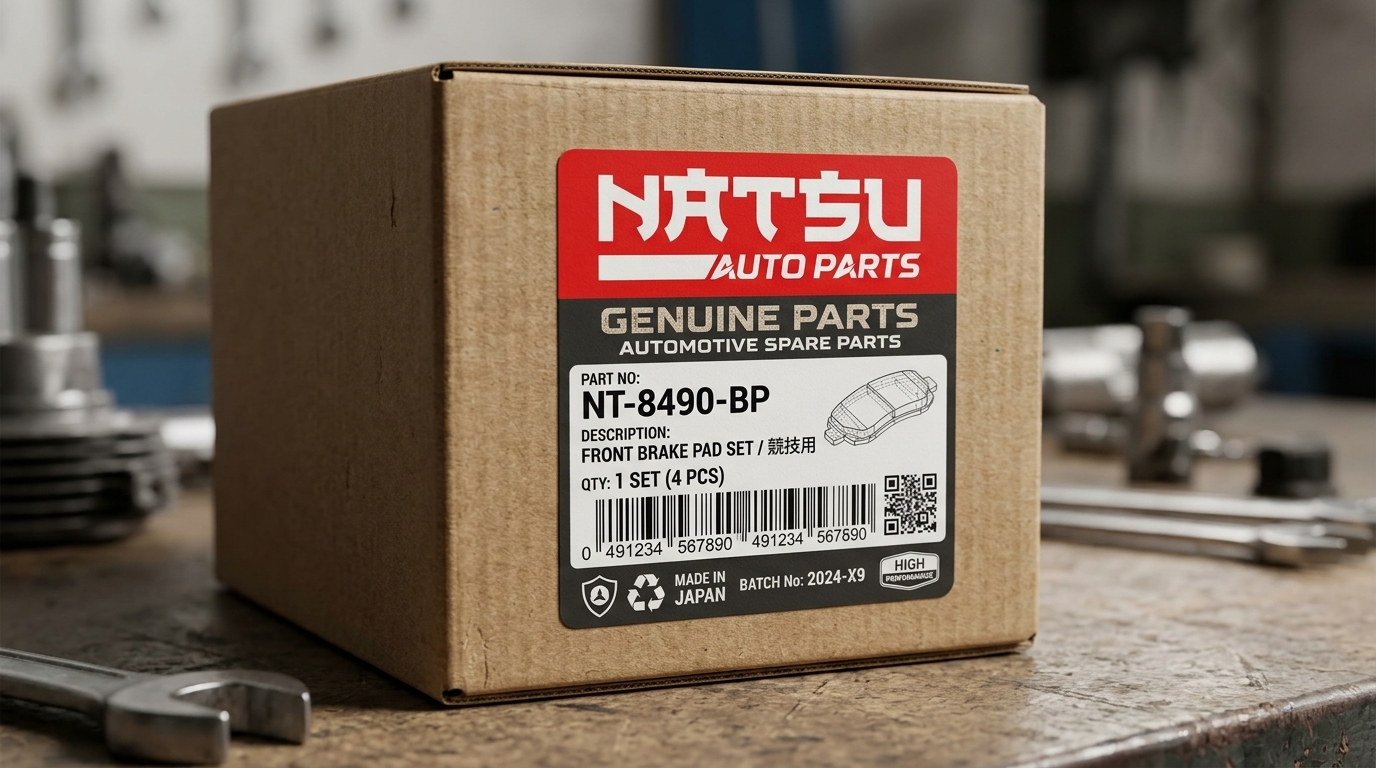 NATSU
AUTO PARTS
GENUINE PARTS
AUTOMOTIVE SPARE PARTS
PART NO:
NT-8490-BP
DESCRIPTION:
FRONT BRAKE PAD SET / 競技用
QTY: 1 SET (4 PCS)
0 491234 567890 491234 567890
MADE IN
JAPAN
BATCH No: 2024-X9
HIGH
PERFORMANCE